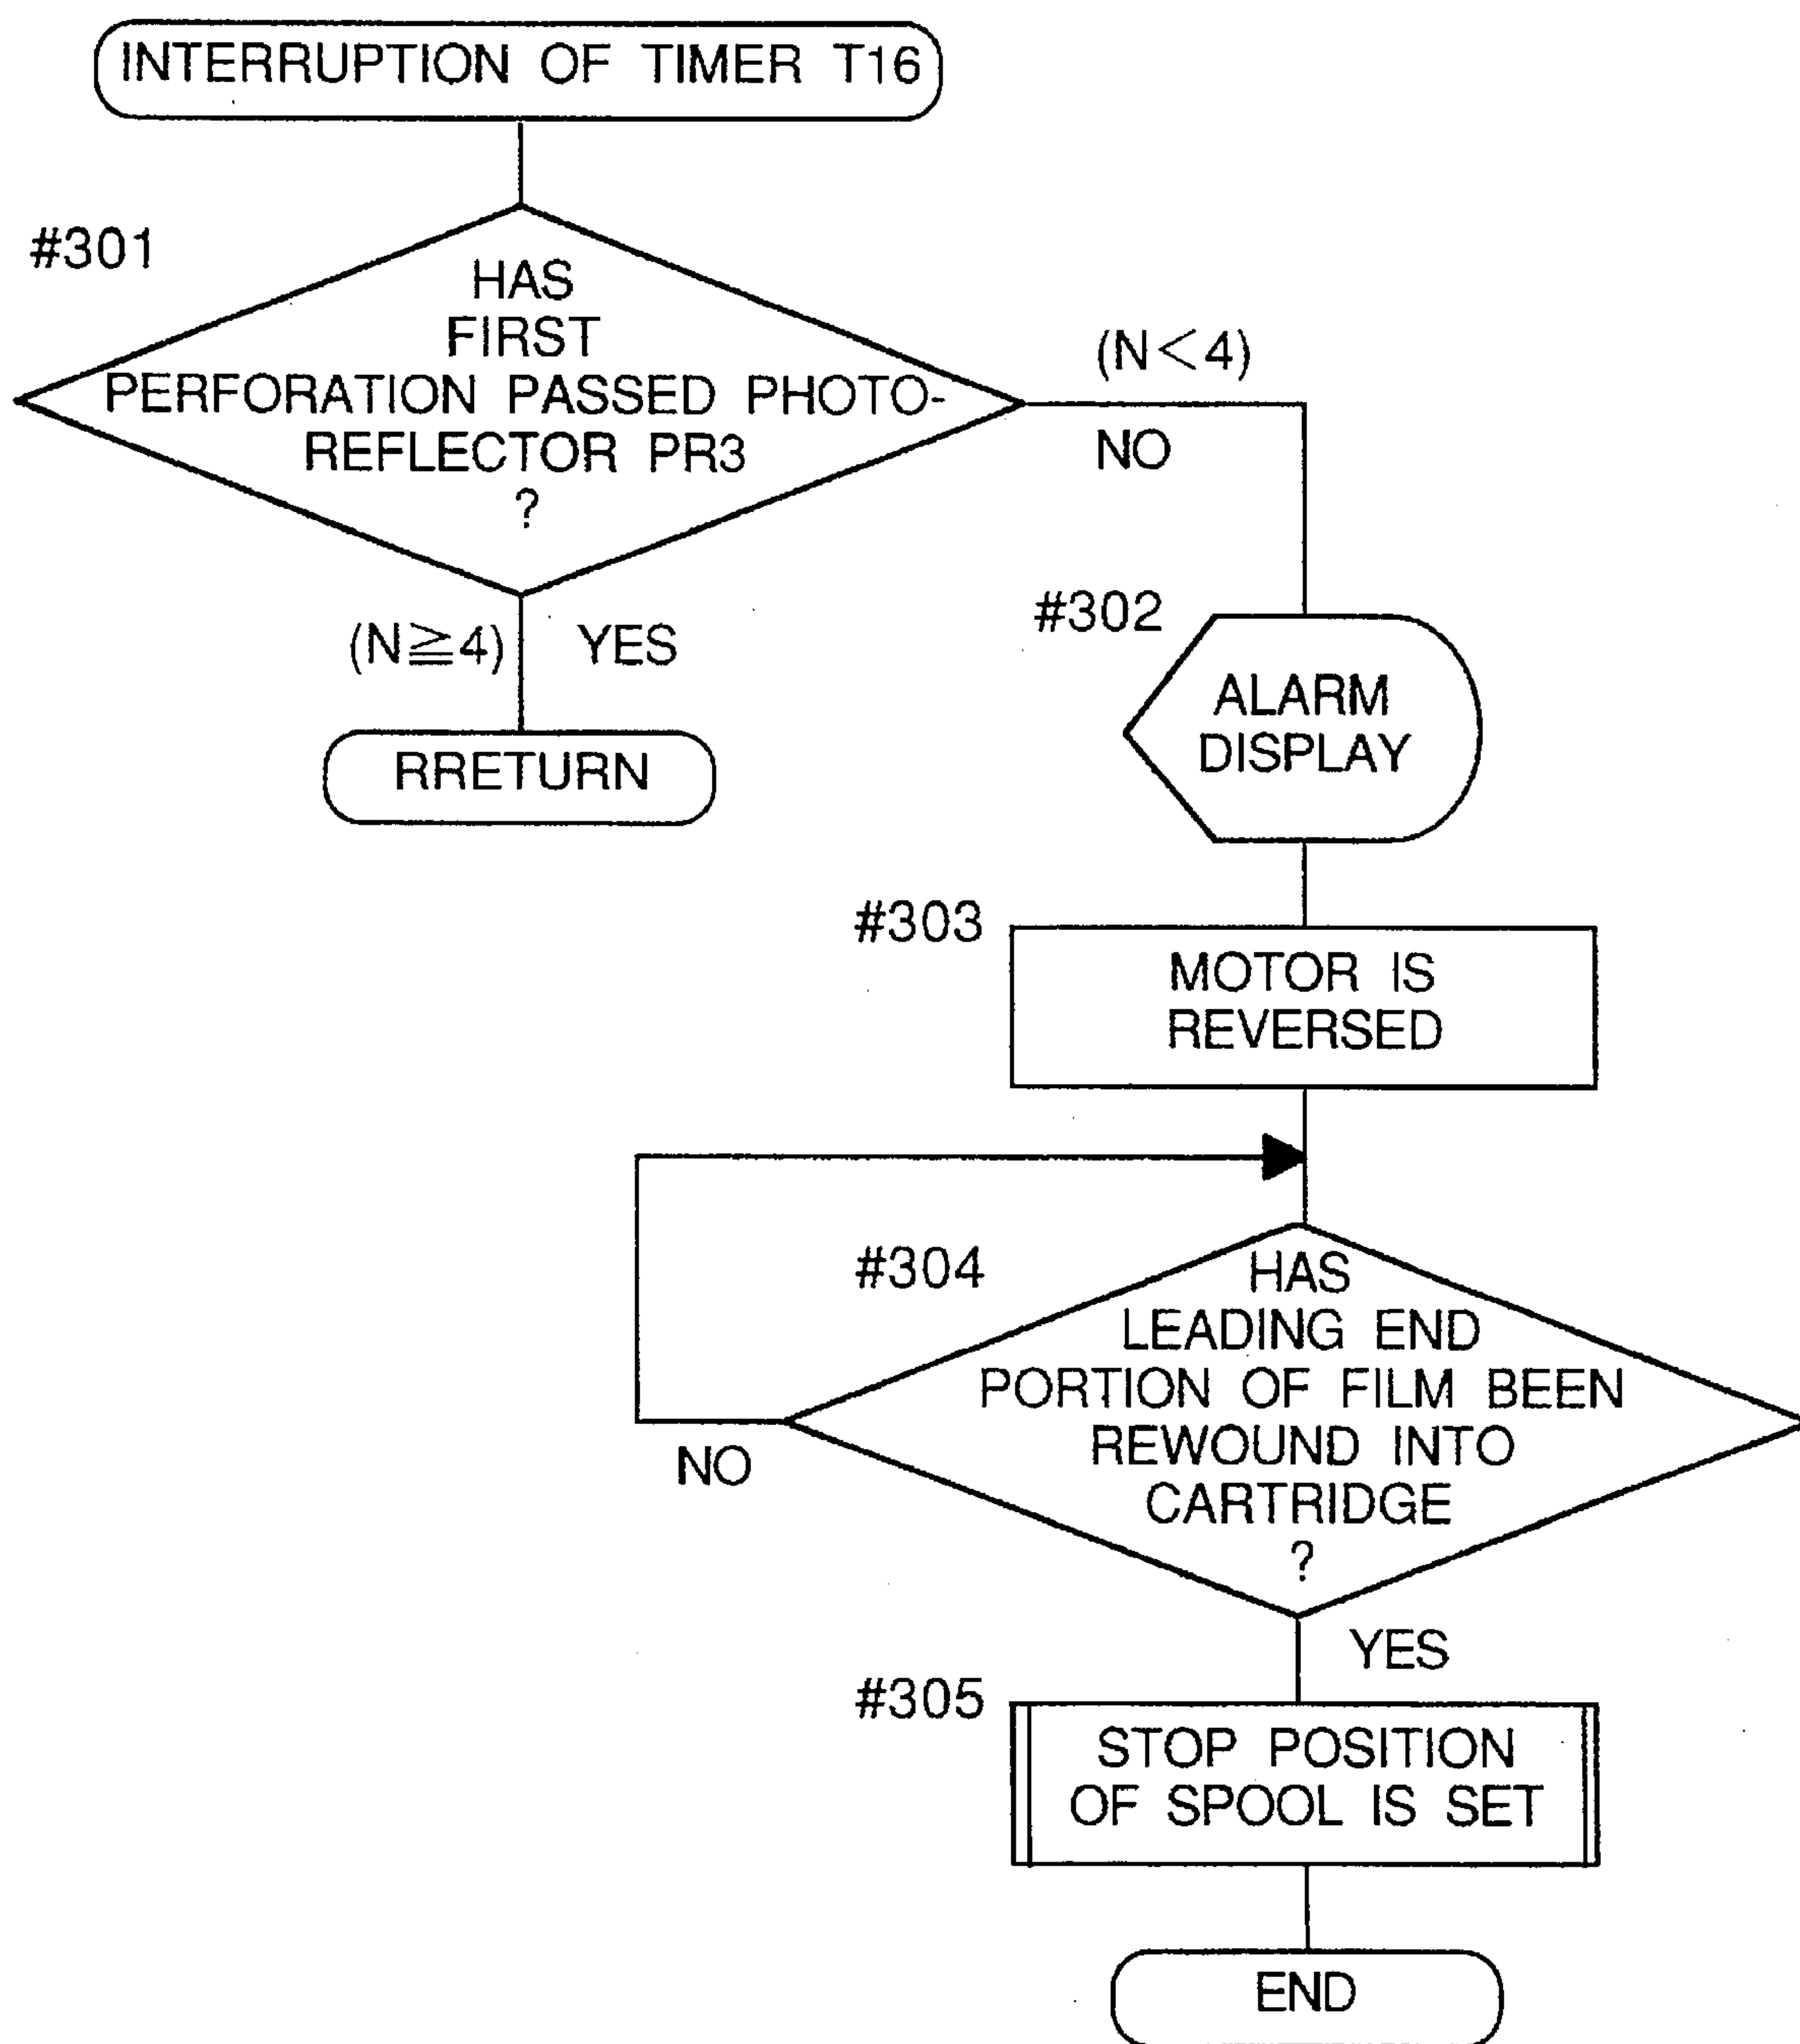 INTERRUPTION OF TIMER T16
#301
HAS
FIRST
PERFORATION PASSED PHOTO-
REFLECTOR PR3
?
(N<4)
NO
(N≧4) YES
RRETURN
#302
ALARM
DISPLAY
#303
MOTOR IS
REVERSED
#304
HAS
LEADING END
PORTION OF FILM BEEN
REWOUND INTO
CARTRIDGE
?
NO
YES
#305
STOP POSITION
OF SPOOL IS SET
END